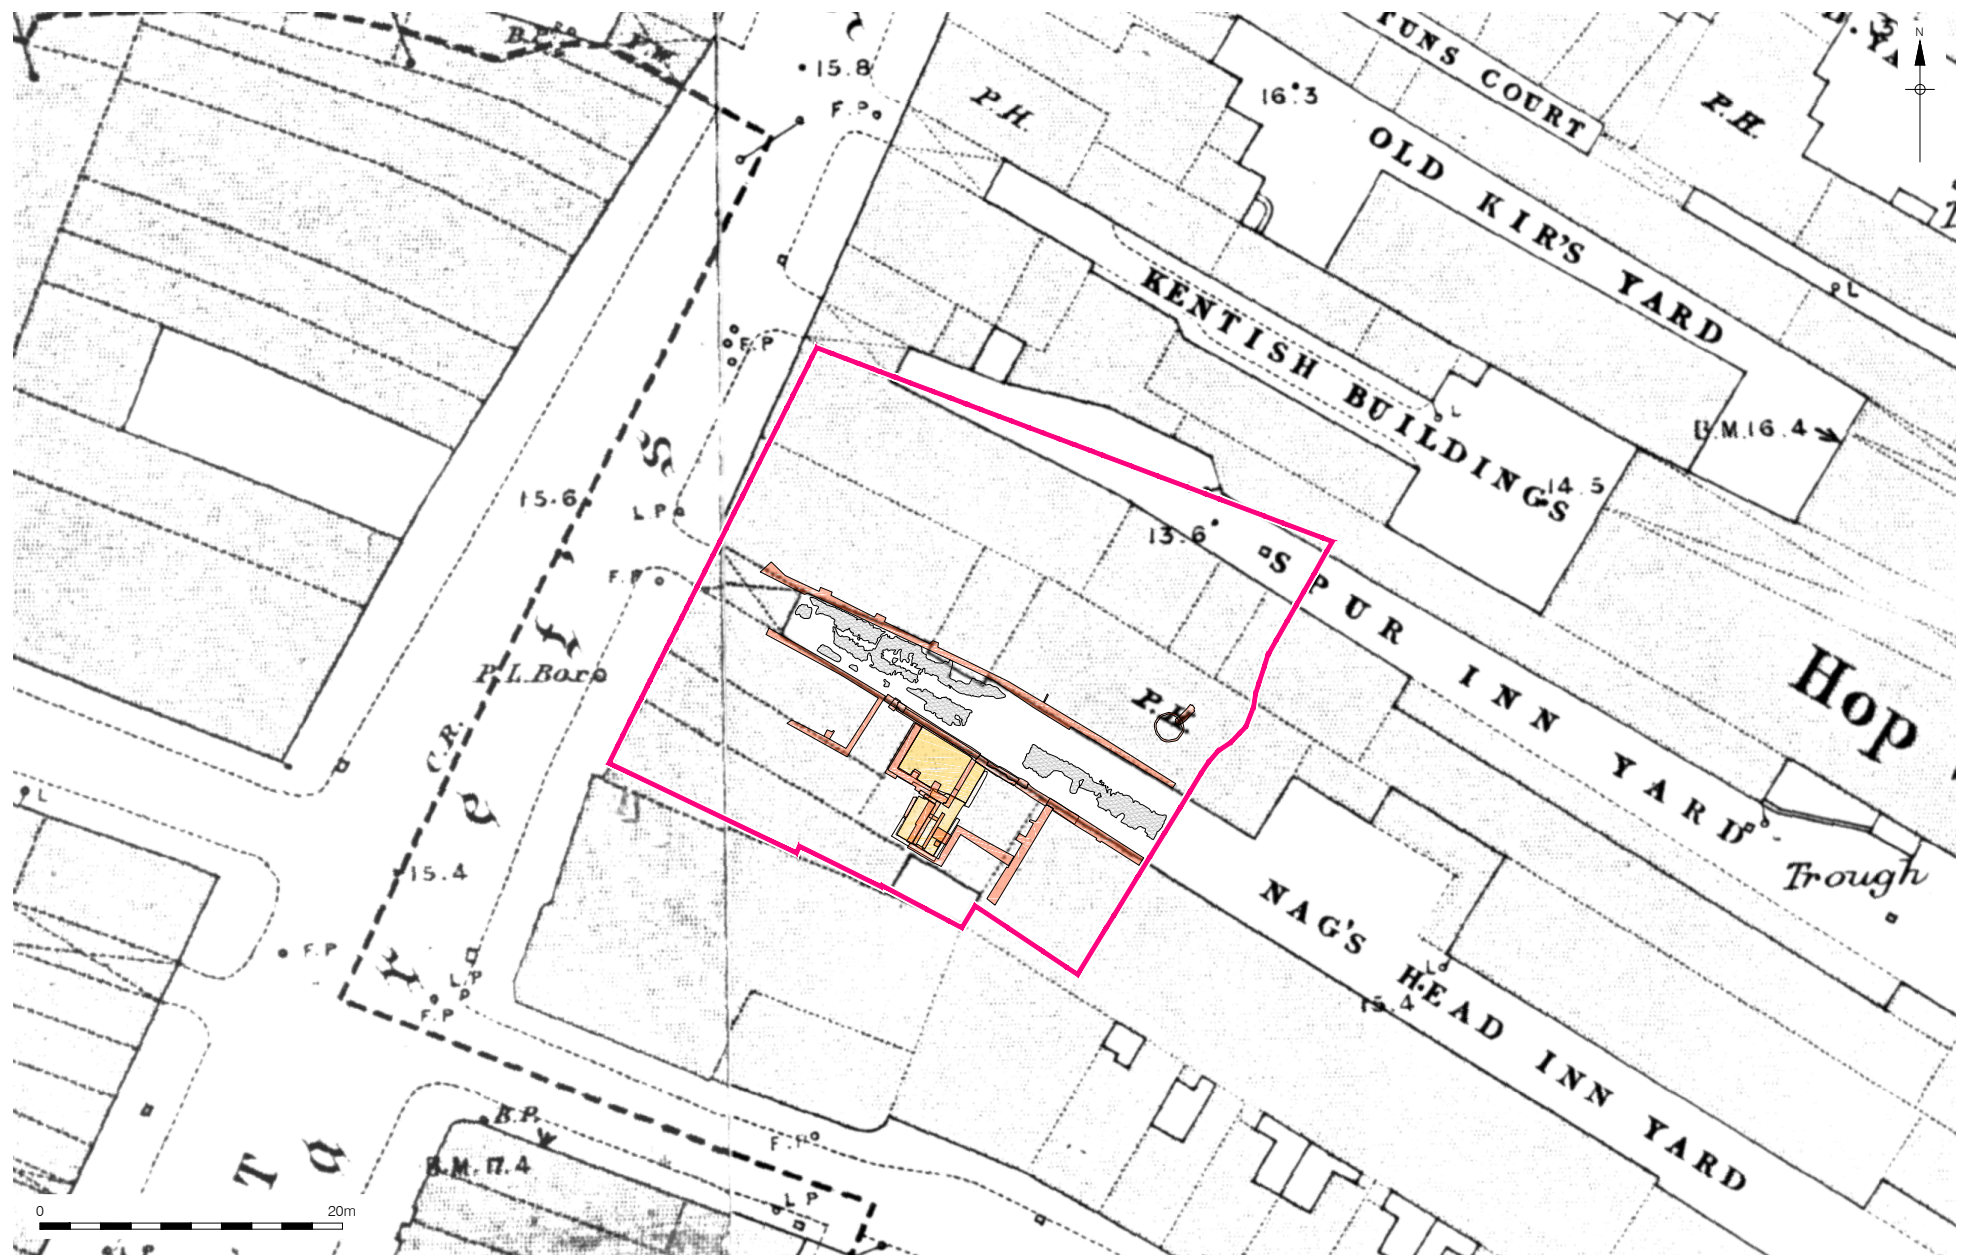 TUNS COURT
N
B.P.
P.W.
15.8
F.P
P.H.
16.3
P.H.
OLD KIR'S YARD
L
KENTISH BUILDINGS
F.P
L
B.M.16.4
14.5
15.6
L.P
13.6
SPUR INN YARD
F.P
P.L.Box
P.H.
Hop
C.R.
L
15.4
Trough
NAG'S HEAD INN YARD
L
15.4
F.P
L.P
F.P
B.P.
F.P
B.M.17.4
L P
L P
0
20m